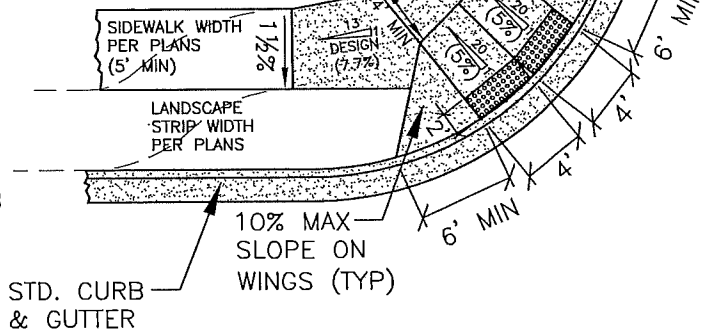 SIDEWALK WIDTH
PER PLANS
(5' MIN)
1½%
13
1
DESIGN
(7.7%)
4' MIN
20
(5%)
20
(5%)
LANDSCAPE
STRIP WIDTH
PER PLANS
2'
6' MIN
4'
4'
6' MIN
10% MAX
SLOPE ON
WINGS (TYP)
STD. CURB
& GUTTER